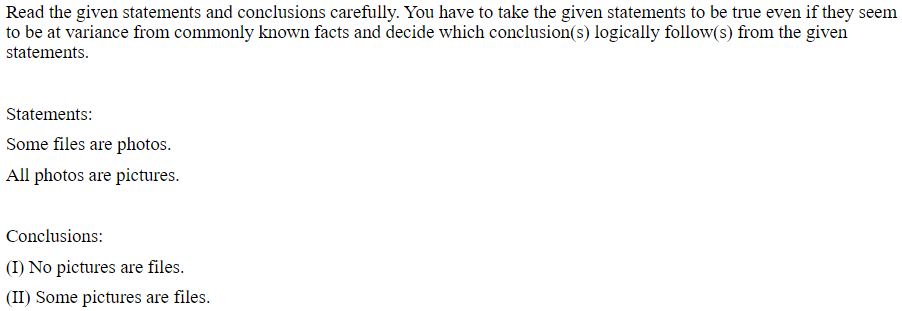 Read the given statements and conclusions carefully. You have to take the given statements to be true even if they seem
to be at variance from commonly known facts and decide which conclusion(s) logically follow(s) from the given
statements.
Statements:
Some files are photos.
All photos are pictures.
Conclusions:
(I) No pictures are files.
(II) Some pictures are files.